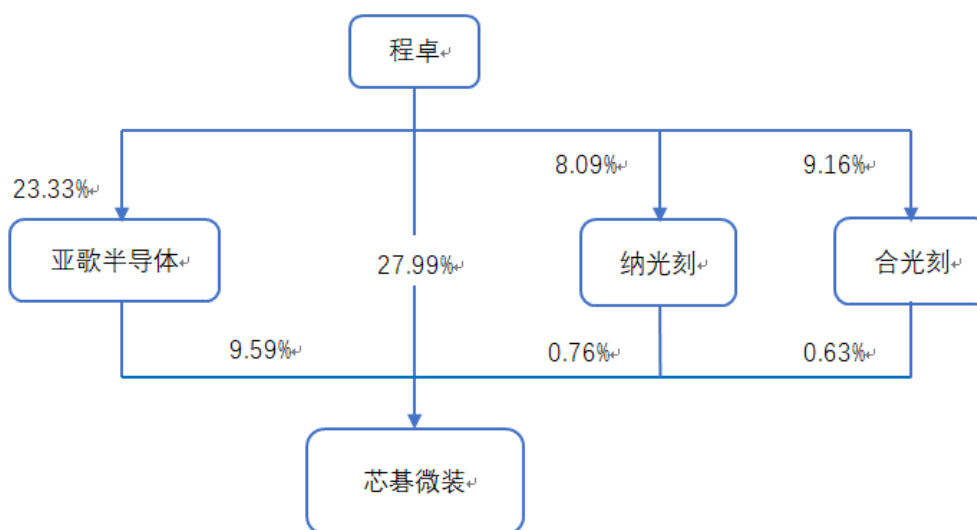 程卓
23.33%
8.09%
9.16%
亚歌半导体
27.99%
纳光刻
合光刻
9.59%
0.76%
0.63%
芯碁微装